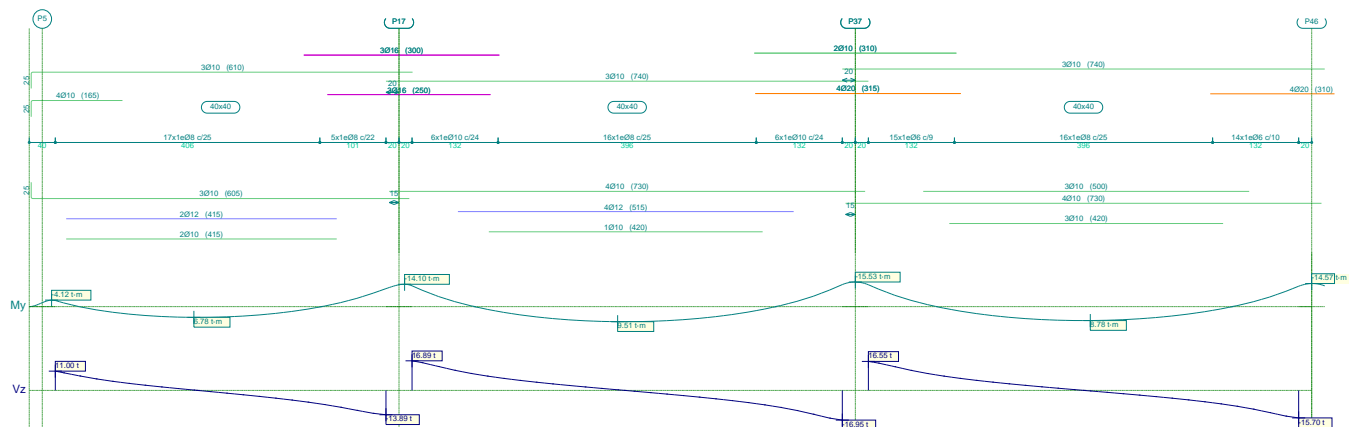 P5 P17 P37 P46
3Ø16 (300) 2Ø10 (310)
3Ø10 (610) 20 3Ø10 (740)
25 20 3Ø10 (740)
4Ø10 (165) 3Ø16 (250) 4Ø20 (315) 4Ø20 (310)
25 40x40 40x40 40x40
17x1eØ8 c/25 5x1eØ8 c/22 6x1eØ10 c/24 16x1eØ8 c/25 6x1eØ10 c/24 15x1eØ6 c/9 16x1eØ8 c/25 14x1eØ6 c/10
40 406 101 20 20 132 396 132 20 20 132 396 132 20
25 3Ø10 (605) 15 4Ø10 (730) 3Ø10 (500)
4Ø10 (730)
2Ø12 (415) 4Ø12 (515) 15 3Ø10 (420)
2Ø10 (415) 1Ø10 (420)
-4.12 t·m -14.10 t·m -15.53 t·m -14.57 t·m
My
6.78 t·m 9.51 t·m 8.78 t·m
11.00 t 16.89 t 16.55 t
Vz
-13.89 t -16.95 t -15.70 t